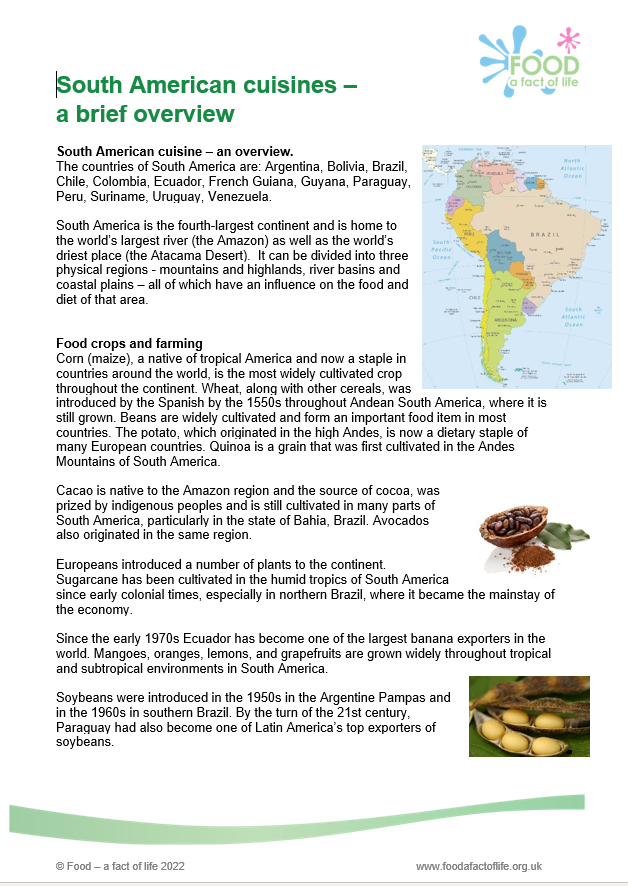 FOOD
a fact of life
South American cuisines –
a brief overview
South American cuisine – an overview.
The countries of South America are: Argentina, Bolivia, Brazil,
Chile, Colombia, Ecuador, French Guiana, Guyana, Paraguay,
Peru, Suriname, Uruguay, Venezuela.
South America is the fourth-largest continent and is home to
the world's largest river (the Amazon) as well as the world's
driest place (the Atacama Desert).  It can be divided into three
physical regions - mountains and highlands, river basins and
coastal plains – all of which have an influence on the food and
diet of that area.
North
Atlantic
Ocean
BRAZIL
South
Pacific
Ocean
CHILE
ARGENTINA
South
Atlantic
Ocean
Food crops and farming
Corn (maize), a native of tropical America and now a staple in
countries around the world, is the most widely cultivated crop
throughout the continent. Wheat, along with other cereals, was
introduced by the Spanish by the 1550s throughout Andean South America, where it is
still grown. Beans are widely cultivated and form an important food item in most
countries. The potato, which originated in the high Andes, is now a dietary staple of
many European countries. Quinoa is a grain that was first cultivated in the Andes
Mountains of South America.
Cacao is native to the Amazon region and the source of cocoa, was
prized by indigenous peoples and is still cultivated in many parts of
South America, particularly in the state of Bahia, Brazil. Avocados
also originated in the same region.
Europeans introduced a number of plants to the continent.
Sugarcane has been cultivated in the humid tropics of South America
since early colonial times, especially in northern Brazil, where it became the mainstay of
the economy.
Since the early 1970s Ecuador has become one of the largest banana exporters in the
world. Mangoes, oranges, lemons, and grapefruits are grown widely throughout tropical
and subtropical environments in South America.
Soybeans were introduced in the 1950s in the Argentine Pampas and
in the 1960s in southern Brazil. By the turn of the 21st century,
Paraguay had also become one of Latin America's top exporters of
soybeans.
© Food – a fact of life 2022
www.foodafactoflife.org.uk